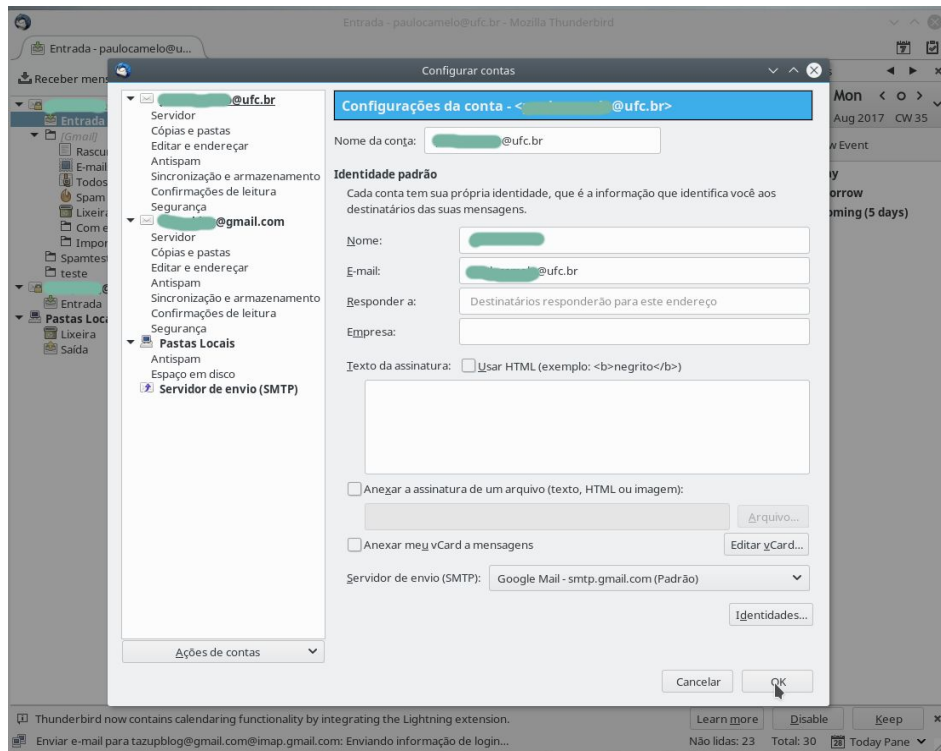 Entrada - paulocamelo@ufc.br - Mozilla Thunderbird
Entrada - paulocamelo@u...
Receber mens
Entrada
[Gmail]
Rascu
E-mail
Todos
Spam
Lixeira
Com e
Impor
Spamtest
teste
Entrada
Pastas Loca
Lixeira
Saída
Configurar contas
@ufc.br
Servidor
Cópias e pastas
Editar e endereçar
Antispam
Sincronização e armazenamento
Confirmações de leitura
Segurança
@gmail.com
Servidor
Cópias e pastas
Editar e endereçar
Antispam
Sincronização e armazenamento
Confirmações de leitura
Segurança
Pastas Locais
Antispam
Espaço em disco
Servidor de envio (SMTP)
Ações de contas
Configurações da conta - < @ufc.br>
Nome da conta: @ufc.br
Identidade padrão
Cada conta tem sua própria identidade, que é a informação que identifica você aos
destinatários das suas mensagens.
Nome:
E-mail: @ufc.br
Responder a: Destinatários responderão para este endereço
Empresa:
Texto da assinatura: Usar HTML (exemplo: <b>negrito</b>)
Anexar a assinatura de um arquivo (texto, HTML ou imagem):
Arquivo...
Anexar meu vCard a mensagens Editar vCard...
Servidor de envio (SMTP): Google Mail - smtp.gmail.com (Padrão)
Identidades...
Cancelar OK
Mon
Aug 2017 CW 35
w Event
y
orrow
oming (5 days)
Thunderbird now contains calendaring functionality by integrating the Lightning extension. Learn more Disable Keep
Enviar e-mail para tazupblog@gmail.com@imap.gmail.com: Enviando informação de login... Não lidas: 23 Total: 30 Today Pane